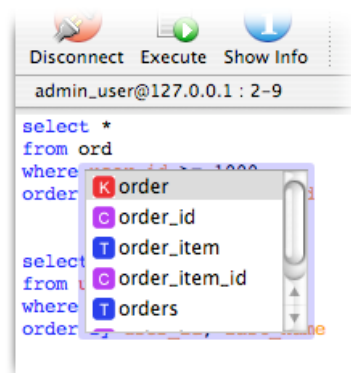 Disconnect Execute Show Info
admin_user@127.0.0.1 : 2-9
select *
from ord
where
order
K order
C order_id
T order_item
C order_item_id
T orders
select
from u
where
order